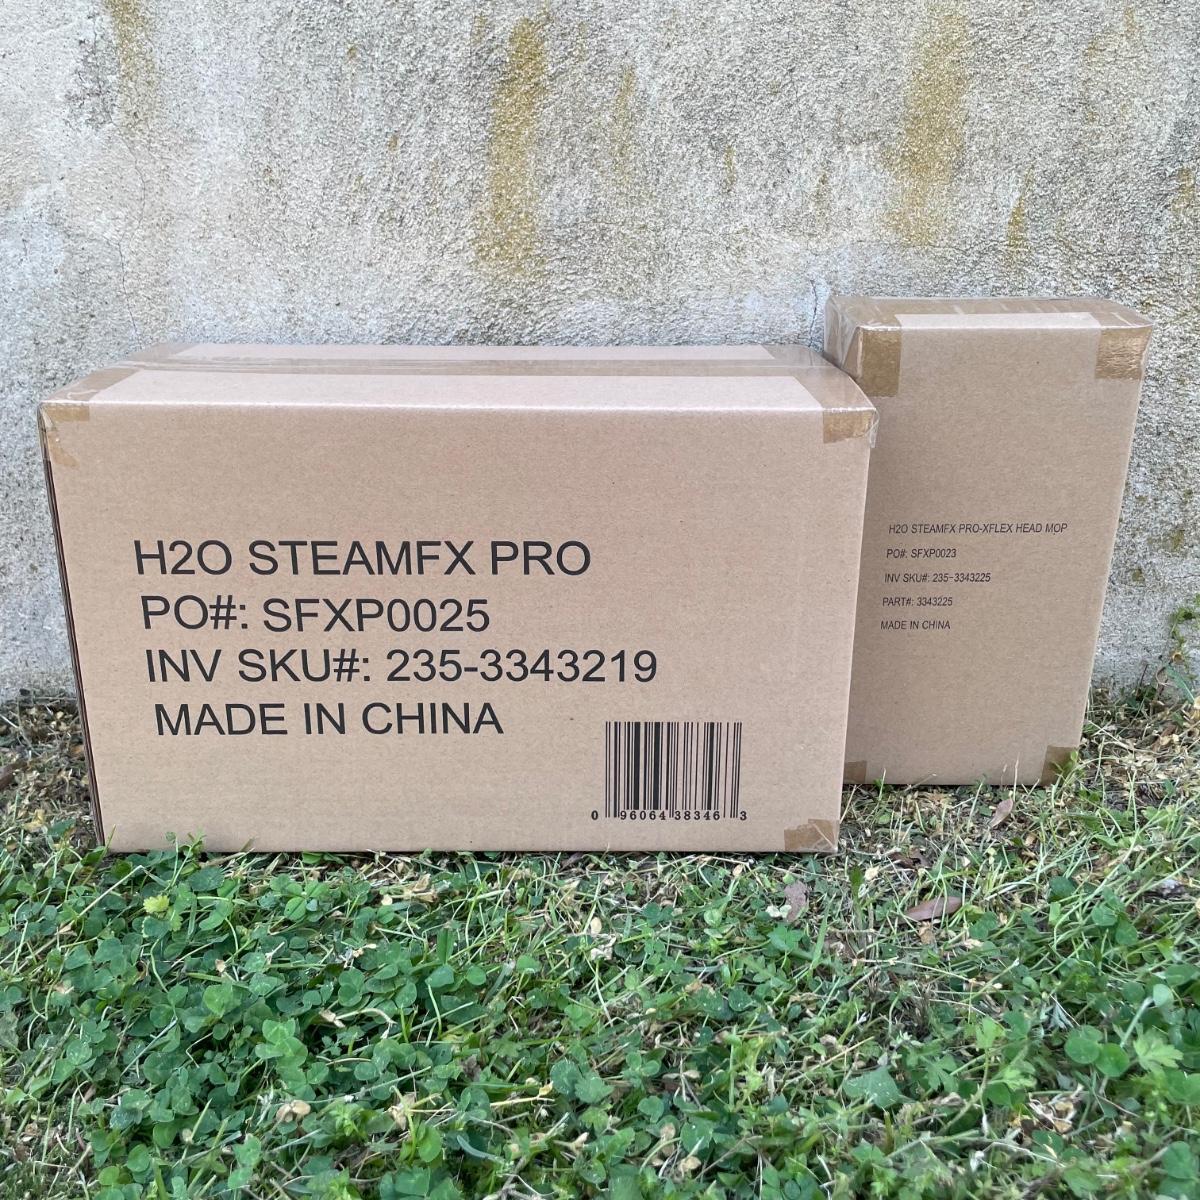 H2O STEAMFX PRO
PO#: SFXP0025
INV SKU#: 235-3343219
MADE IN CHINA
0 96064 38346 3
H2O STEAMFX PRO-XFLEX HEAD MOP
PO#: SFXP0023
INV SKU#: 235-3343225
PART#: 3343225
MADE IN CHINA